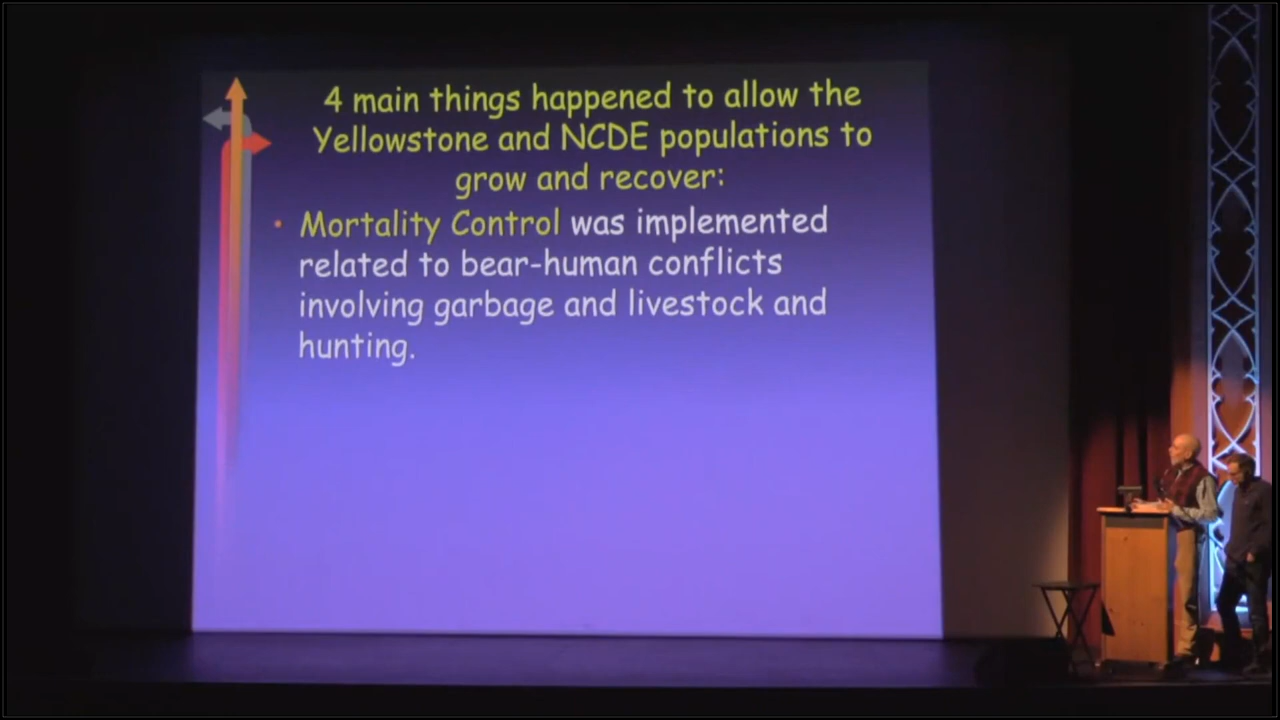 4 main things happened to allow the
Yellowstone and NCDE populations to
grow and recover:
• Mortality Control was implemented
related to bear-human conflicts
involving garbage and livestock and
hunting.